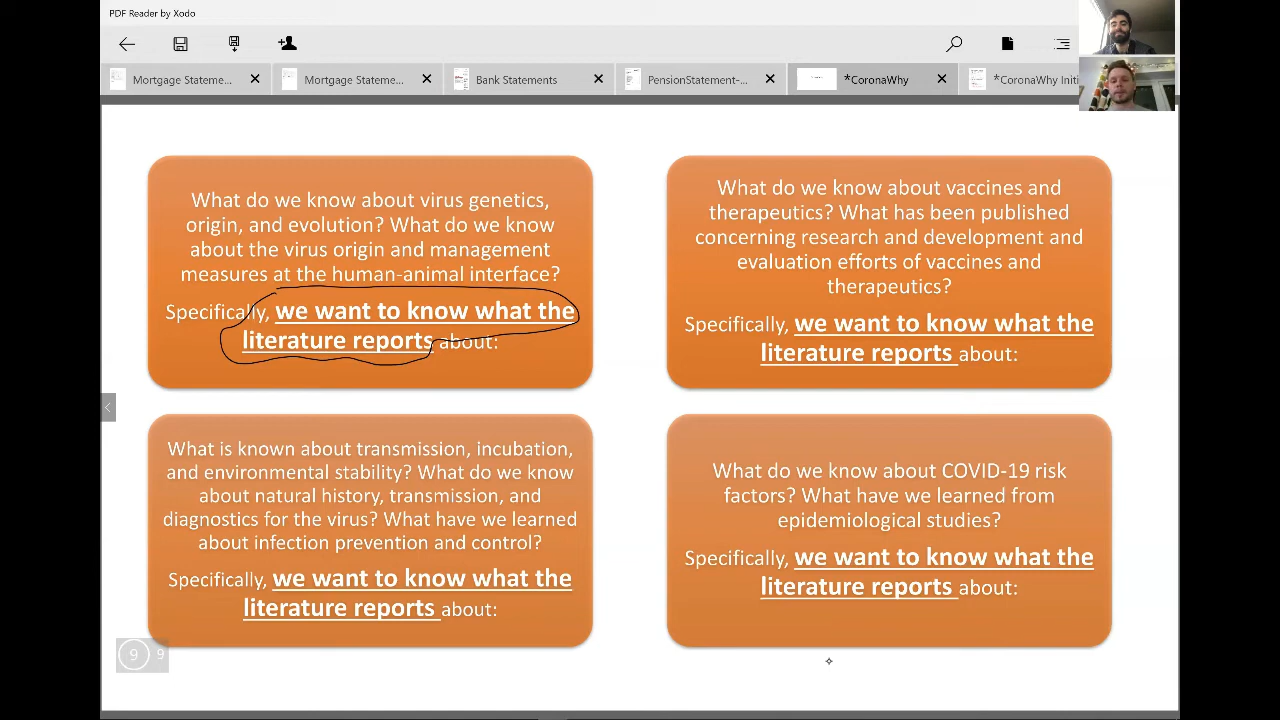 PDF Reader by Xodo
Mortgage Stateme...
Mortgage Stateme...
Bank Statements
PensionStatement-...
*CoronaWhy
*CoronaWhy Initi
What do we know about virus genetics,
origin, and evolution? What do we know
about the virus origin and management
measures at the human-animal interface?
Specifically, we want to know what the
literature reports about:
What do we know about vaccines and
therapeutics? What has been published
concerning research and development and
evaluation efforts of vaccines and
therapeutics?
Specifically, we want to know what the
literature reports about:
What is known about transmission, incubation,
and environmental stability? What do we know
about natural history, transmission, and
diagnostics for the virus? What have we learned
about infection prevention and control?
Specifically, we want to know what the
literature reports about:
What do we know about COVID-19 risk
factors? What have we learned from
epidemiological studies?
Specifically, we want to know what the
literature reports about:
9 9